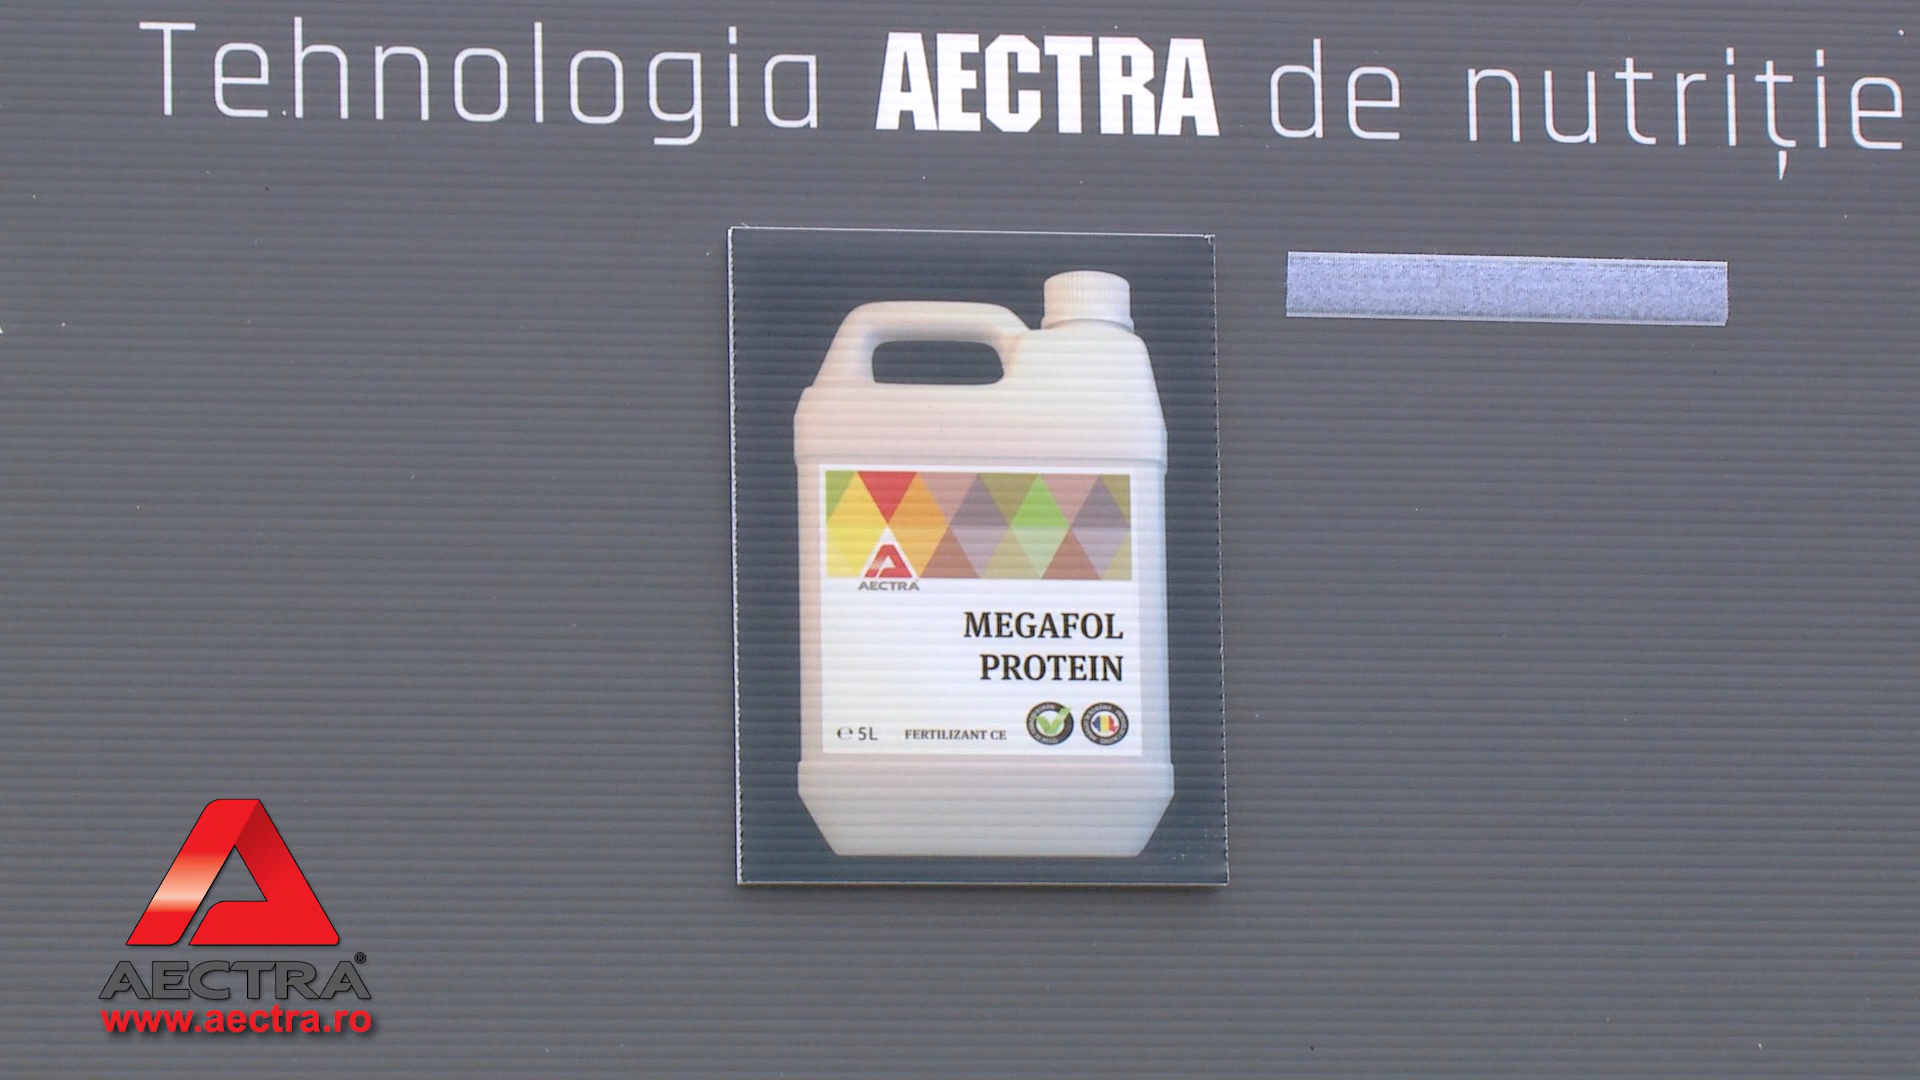 Tehnologia AECTRA de nutriție
AECTRA
MEGAFOL
PROTEIN
℮ 5L FERTILIZANT CE
AECTRA®
www.aectra.ro